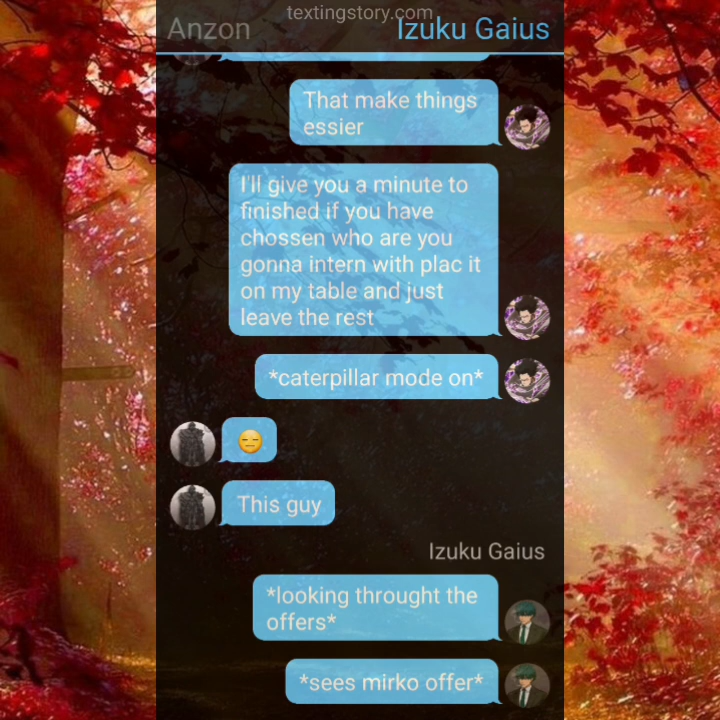 textingstory.com
Anzon
Izuku Gaius
That make things
essier
I'll give you a minute to
finished if you have
chossen who are you
gonna intern with plac it
on my table and just
leave the rest
*caterpillar mode on*
😑
This guy
Izuku Gaius
*looking throught the
offers*
*sees mirko offer*